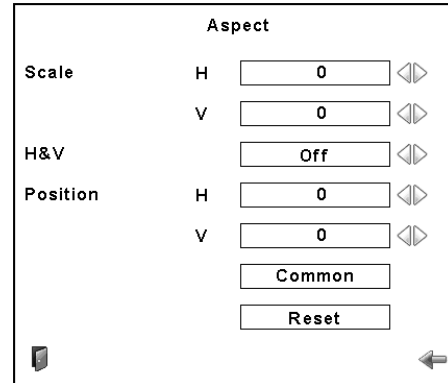 Aspect
Scale H 0
V 0
H&V Off
Position H 0
V 0
Common
Reset